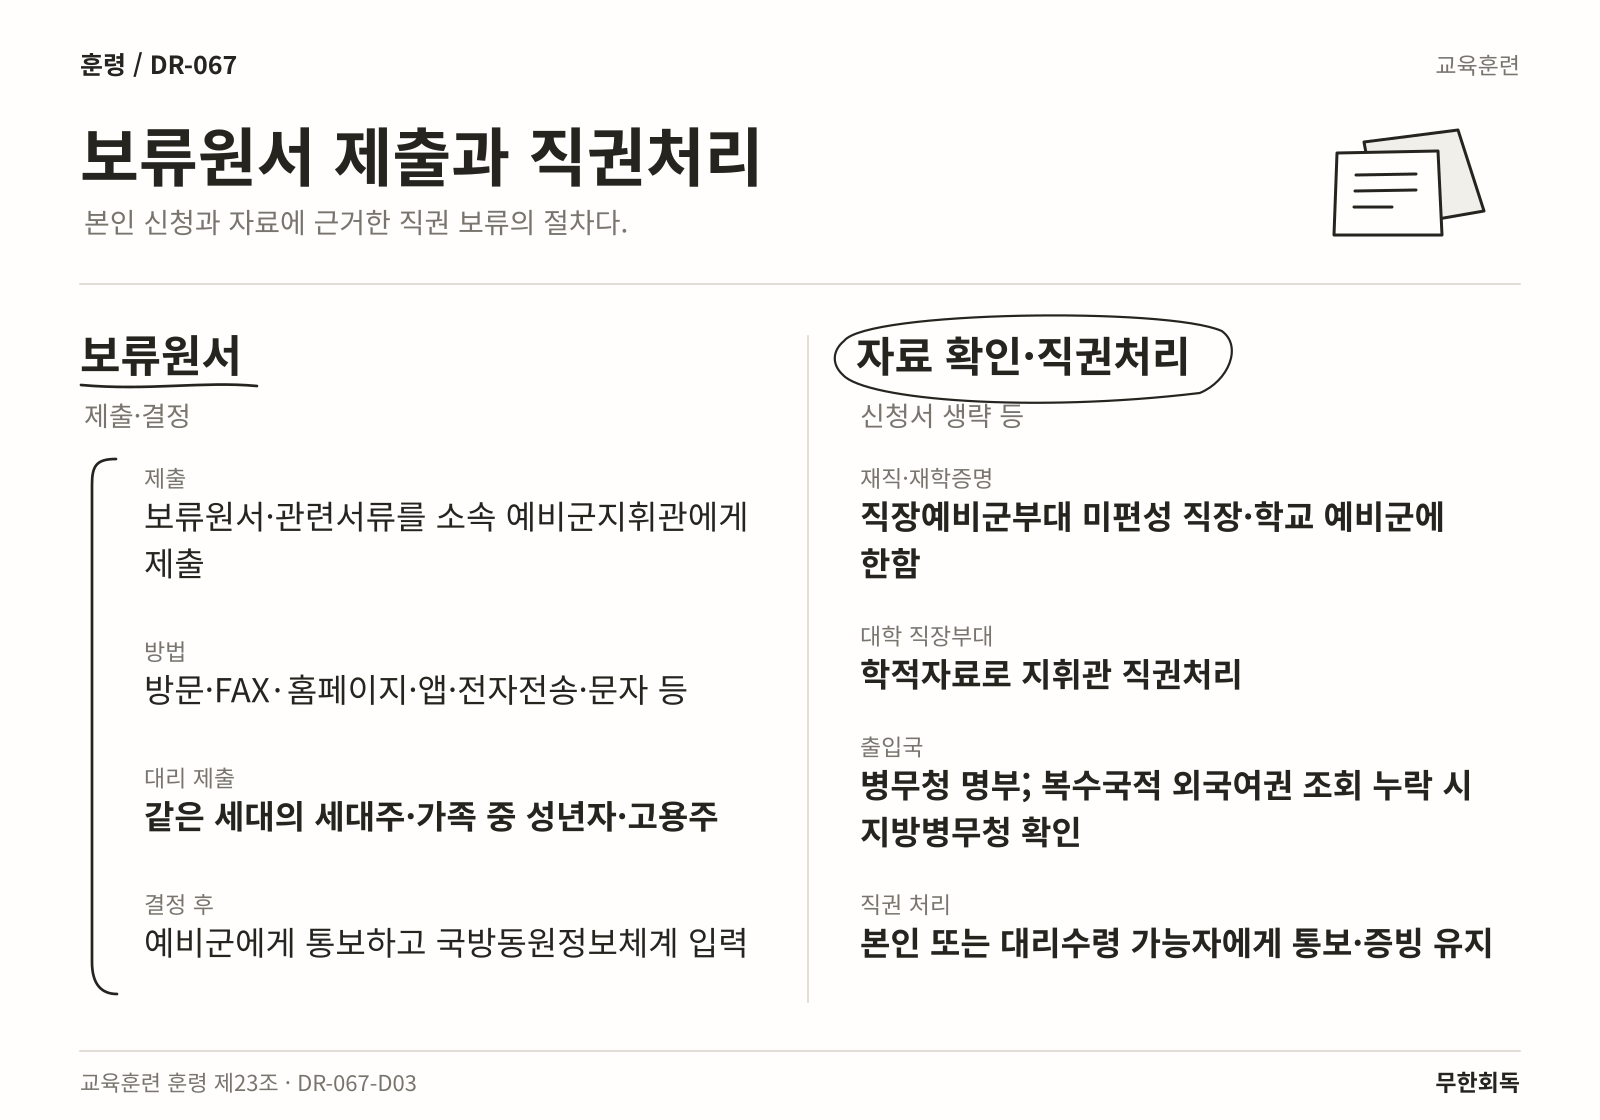 훈령 / DR-067
교육훈련
보류원서 제출과 직권처리
본인 신청과 자료에 근거한 직권 보류의 절차다.
보류원서
제출·결정
제출
보류원서·관련서류를 소속 예비군지휘관에게
제출
방법
방문·FAX·홈페이지·앱·전자전송·문자 등
대리 제출
같은 세대의 세대주·가족 중 성년자·고용주
결정 후
예비군에게 통보하고 국방동원정보체계 입력
자료 확인·직권처리
신청서 생략 등
재직·재학증명
직장예비군부대 미편성 직장·학교 예비군에
한함
대학 직장부대
학적자료로 지휘관 직권처리
출입국
병무청 명부; 복수국적 외국여권 조회 누락 시
지방병무청 확인
직권 처리
본인 또는 대리수령 가능자에게 통보·증빙 유지
교육훈련 훈령 제23조 · DR-067-D03
무한회독